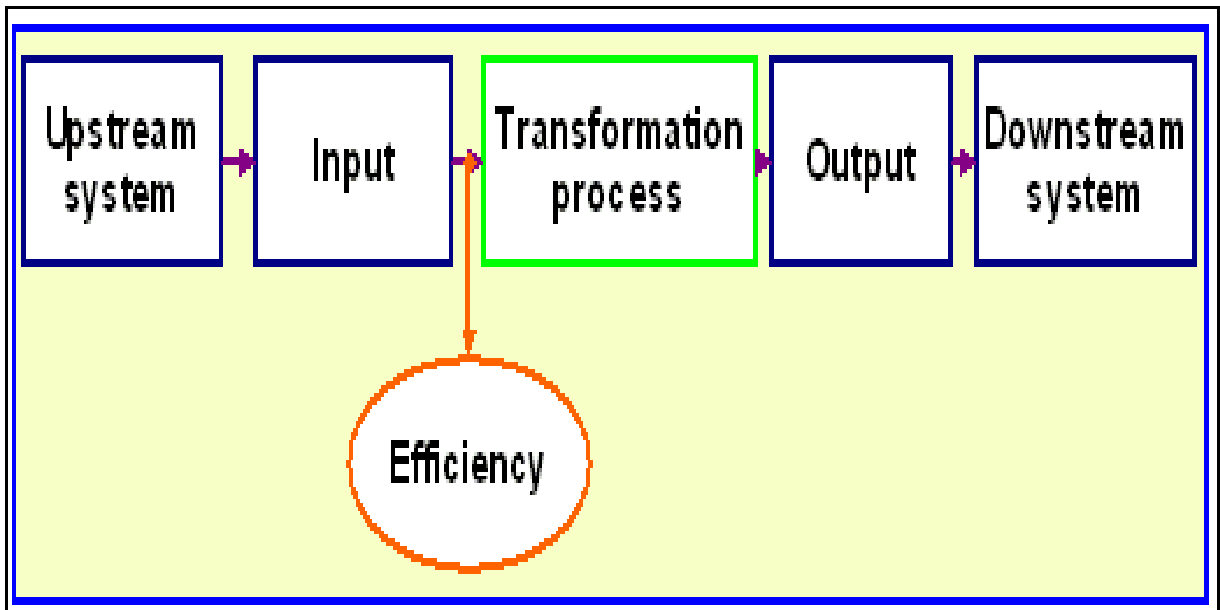 Upstream
system
Input
Transformation
process
Output
Downstream
system
Efficiency